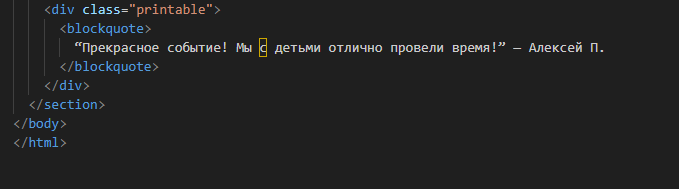 <div class="printable">
<blockquote>
“Прекрасное событие! Мы с детьми отлично провели время!” — Алексей П.
</blockquote>
</div>
</section>
</body>
</html>